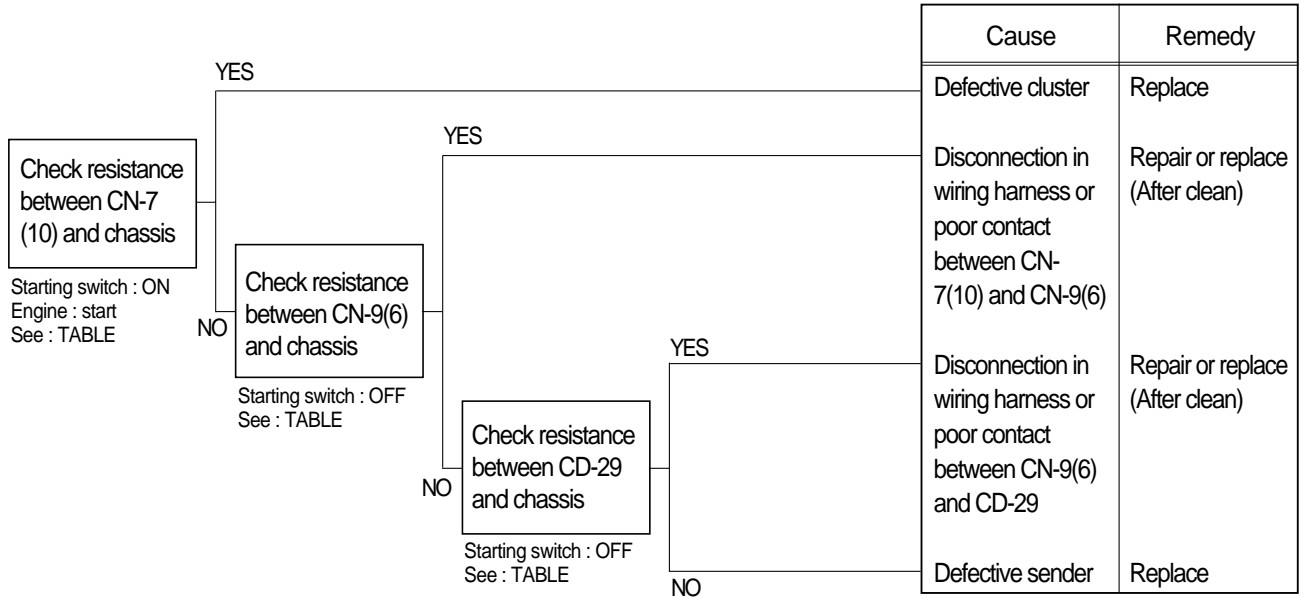 YES
Check resistance
between CN-7
(10) and chassis
Starting switch : ON
Engine : start
See : TABLE
NO
YES
Check resistance
between CN-9(6)
and chassis
Starting switch : OFF
See : TABLE
NO
YES
Check resistance
between CD-29
and chassis
Starting switch : OFF
See : TABLE
NO
Cause
Remedy
Defective cluster
Replace
Disconnection in
wiring harness or
poor contact
between CN-
7(10) and CN-9(6)
Repair or replace
(After clean)
Disconnection in
wiring harness or
poor contact
between CN-9(6)
and CD-29
Repair or replace
(After clean)
Defective sender
Replace